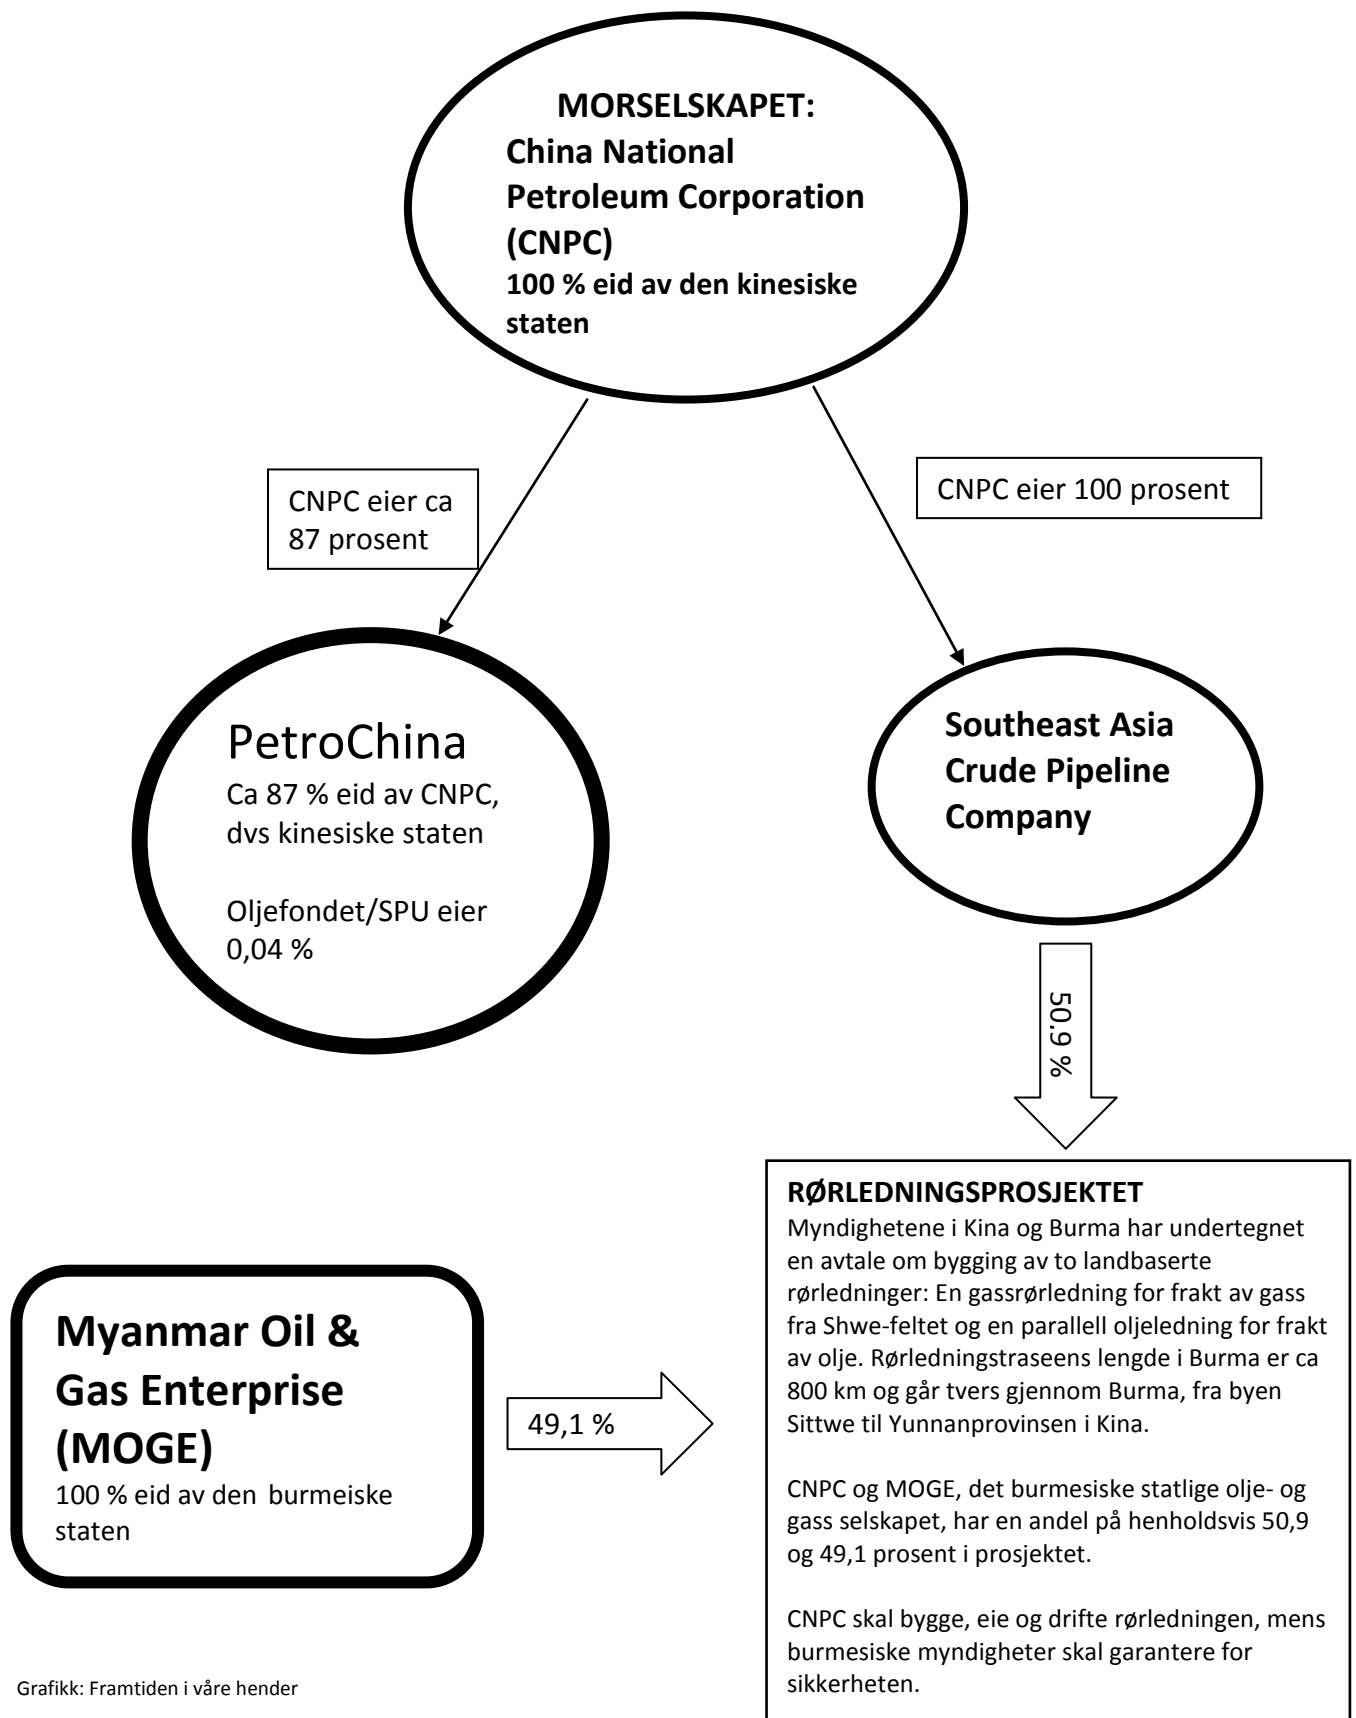 MORSELSKAPET:
China National
Petroleum Corporation
(CNPC)
100 % eid av den kinesiske
staten
CNPC eier ca
87 prosent
CNPC eier 100 prosent
PetroChina
Ca 87 % eid av CNPC,
dvs kinesiske staten
Oljefondet/SPU eier
0,04 %
Southeast Asia
Crude Pipeline
Company
50,9 %
Myanmar Oil &
Gas Enterprise
(MOGE)
100 % eid av den burmeiske
staten
49,1 %
RØRLEDNINGSPROSJEKTET
Myndighetene i Kina og Burma har undertegnet
en avtale om bygging av to landbaserte
rørledninger: En gassrørledning for frakt av gass
fra Shwe-feltet og en parallell oljeledning for frakt
av olje. Rørledningstraseens lengde i Burma er ca
800 km og går tvers gjennom Burma, fra byen
Sittwe til Yunnanprovinsen i Kina.
CNPC og MOGE, det burmesiske statlige olje- og
gass selskapet, har en andel på henholdsvis 50,9
og 49,1 prosent i prosjektet.
CNPC skal bygge, eie og drifte rørledningen, mens
burmesiske myndigheter skal garantere for
sikkerheten.
Grafikk: Framtiden i våre hender